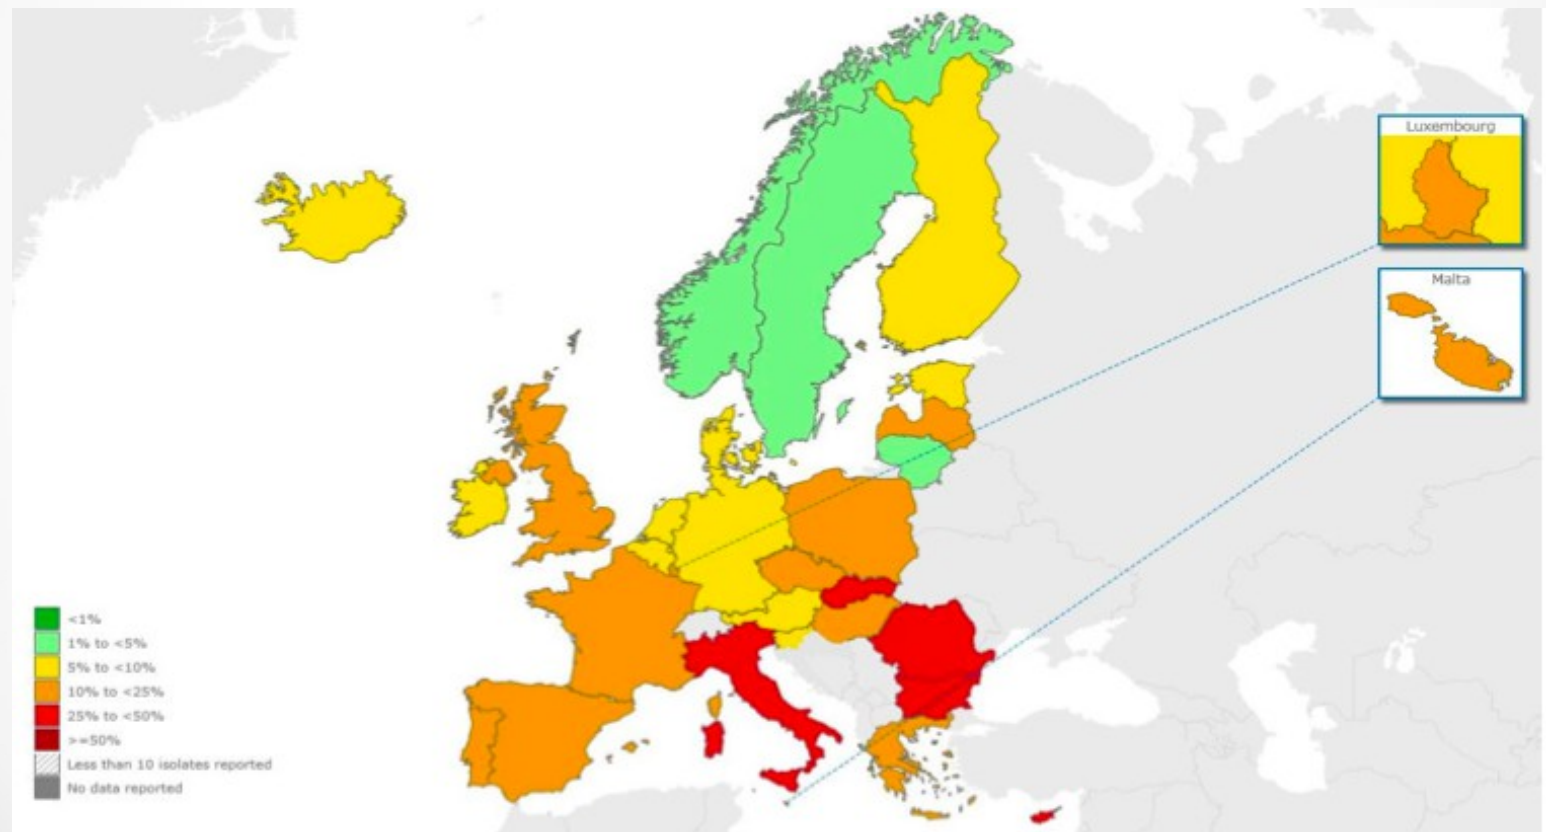 Luxembourg
Malta
<1%
1% to <5%
5% to <10%
10% to <25%
25% to <50%
>=50%
Less than 10 isolates reported
No data reported